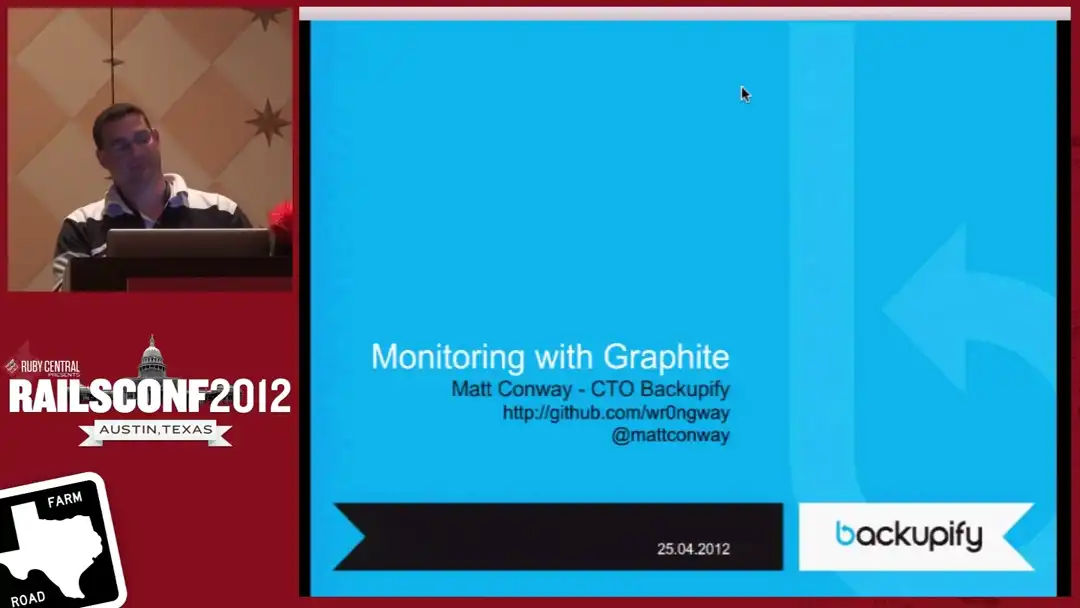 RUBY CENTRAL
PRESENTS
RAILSCONF2012
AUSTIN, TEXAS
FARM
ROAD
Monitoring with Graphite
Matt Conway - CTO Backupify
http://github.com/wr0ngway
@mattconway
25.04.2012
backupify